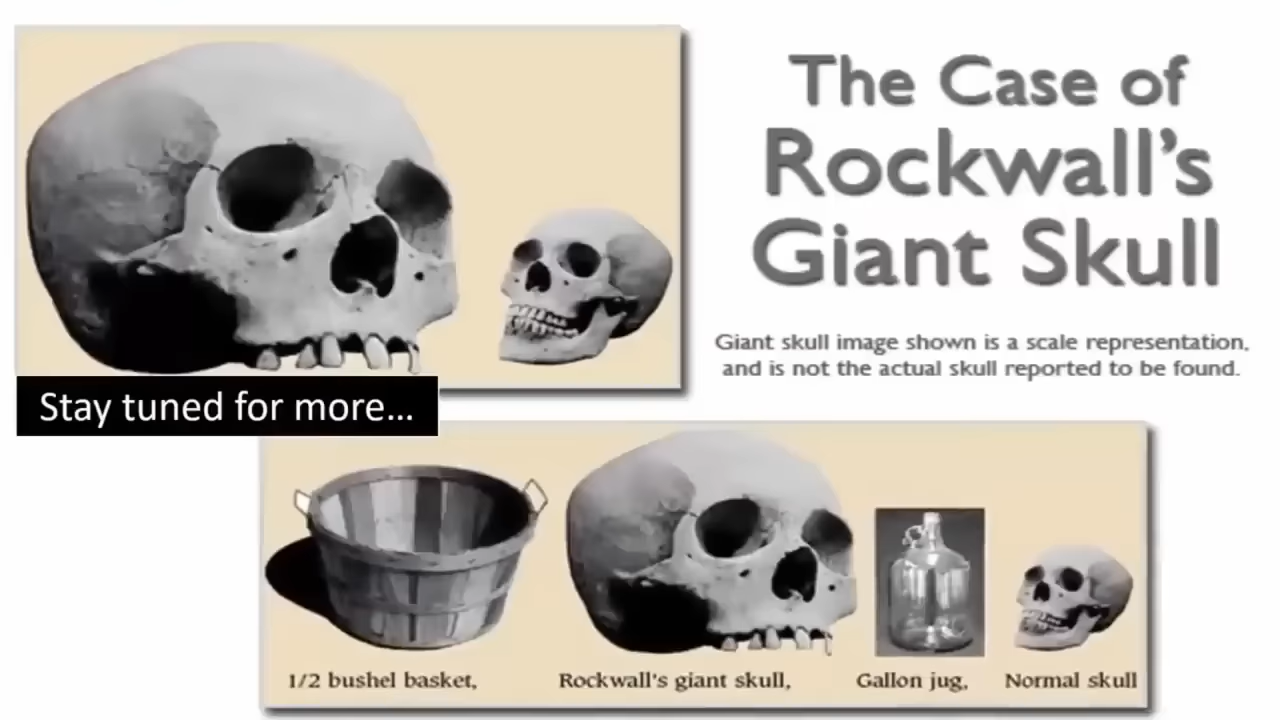 The Case of
Rockwall's
Giant Skull
Giant skull image shown is a scale representation,
and is not the actual skull reported to be found.
Stay tuned for more...
1/2 bushel basket,
Rockwall's giant skull,
Gallon jug,
Normal skull